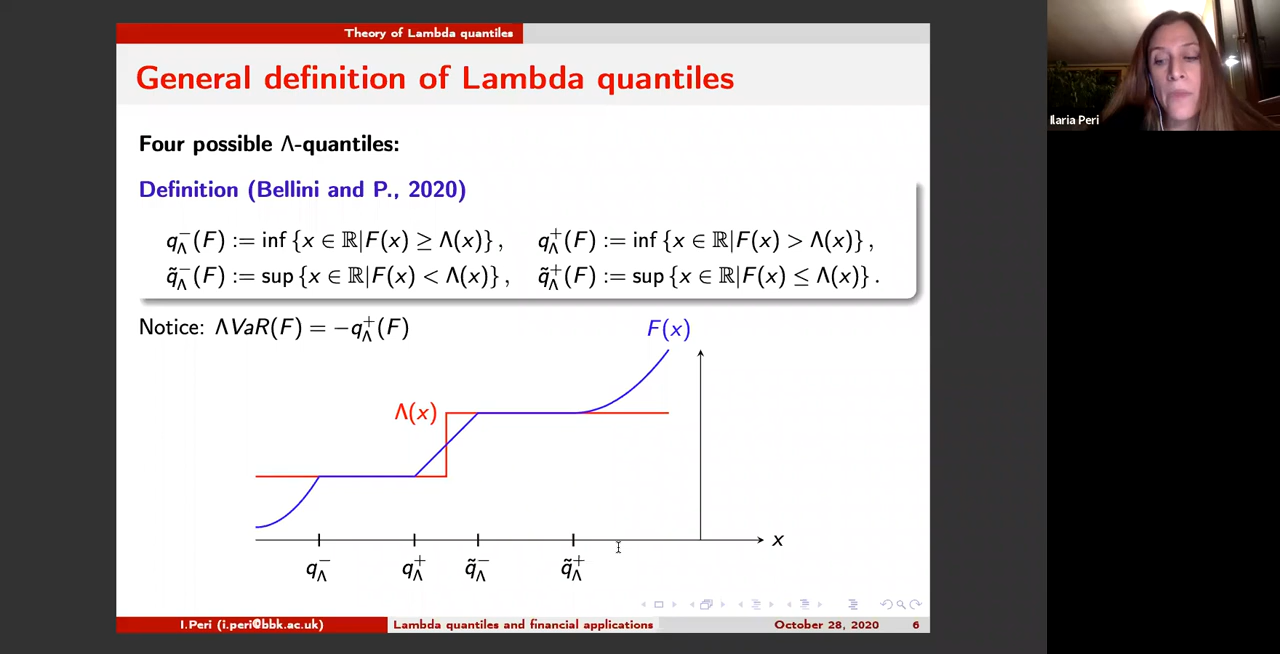 Theory of Lambda quantiles
General definition of Lambda quantiles
Four possible Λ-quantiles:
Definition (Bellini and P., 2020)
q⁻_Λ(F) := inf {x ∈ ℝ|F(x) ≥ Λ(x)}, q⁺_Λ(F) := inf {x ∈ ℝ|F(x) > Λ(x)},
q̃⁻_Λ(F) := sup {x ∈ ℝ|F(x) < Λ(x)}, q̃⁺_Λ(F) := sup {x ∈ ℝ|F(x) ≤ Λ(x)}.
Notice: ΛVaR(F) = −q⁺_Λ(F)
F(x)
Λ(x)
x
q⁻_Λ q⁺_Λ q̃⁻_Λ q̃⁺_Λ
I.Peri (i.peri@bbk.ac.uk) Lambda quantiles and financial applications October 28, 2020 6
Ilaria Peri